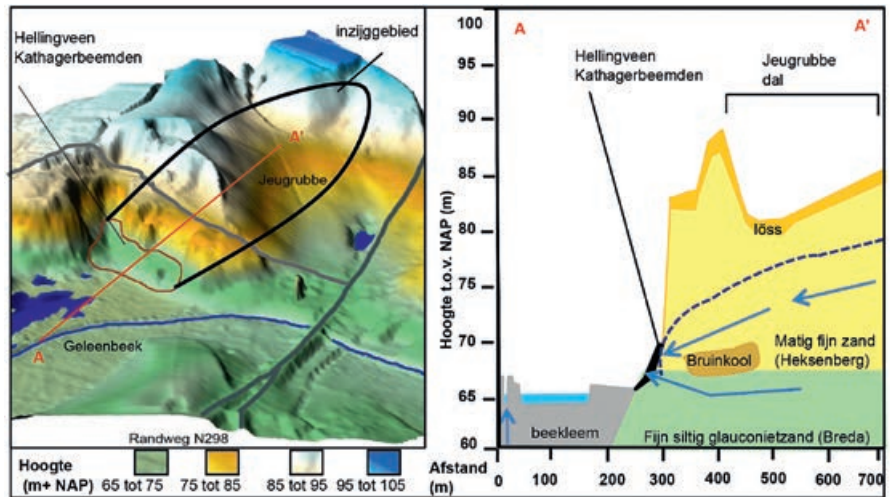 Hellingveen
Kathagerbeemden
inzijggebied
A'
Jeugrubbe
A
Geleenbeek
Randweg N298
Hoogte
(m+ NAP)
65 tot 75
75 tot 85
85 tot 95
95 tot 105
Hoogte t.o.v. NAP (m)
100
95
90
85
80
75
70
65
60
A
A'
Hellingveen
Kathagerbeemden
Jeugrubbe
dal
löss
Matig fijn zand
(Heksenberg)
Bruinkool
beekleem
Fijn siltig glauconietzand (Breda)
Afstand
(m)
0 100 200 300 400 500 600 700